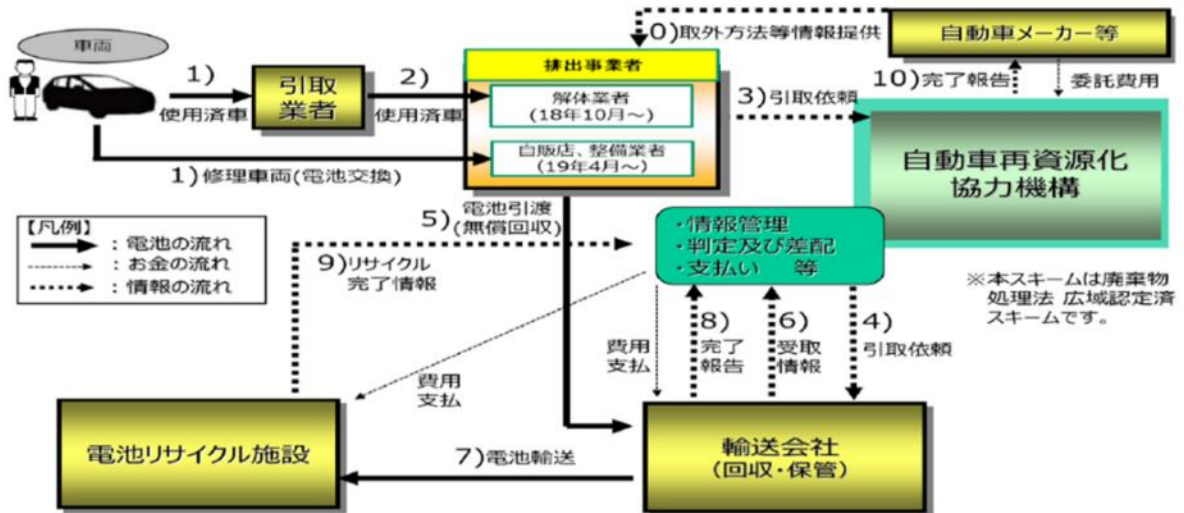 車両
0)取外方法等情報提供
自動車メーカー等
1)
使用済車
引取
業者
2)
使用済車
排出事業者
解体業者
(18年10月～)
自販店、整備業者
(19年4月～)
3)引取依頼
10)完了報告
委託費用
自動車再資源化
協力機構
1)修理車両(電池交換)
【凡例】
：電池の流れ
：お金の流れ
：情報の流れ
5)電池引渡
(無償回収)
・情報管理
・判定及び差配
・支払い 等
9)リサイクル
完了情報
※本スキームは廃棄物
処理法 広域認定済
スキームです。
費用
支払
費用
支払
8)
完了
報告
6)
受取
情報
4)
引取依頼
電池リサイクル施設
7)電池輸送
輸送会社
(回収・保管)